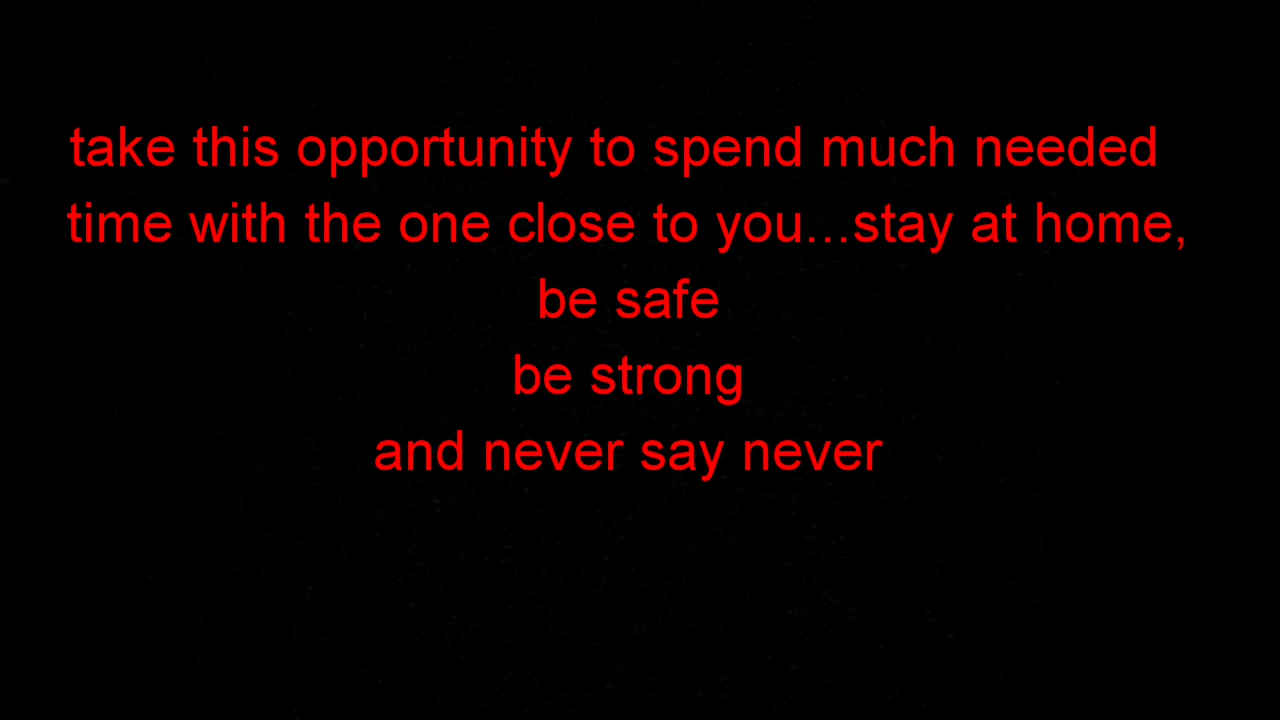 take this opportunity to spend much needed
time with the one close to you...stay at home,
be safe
be strong
and never say never